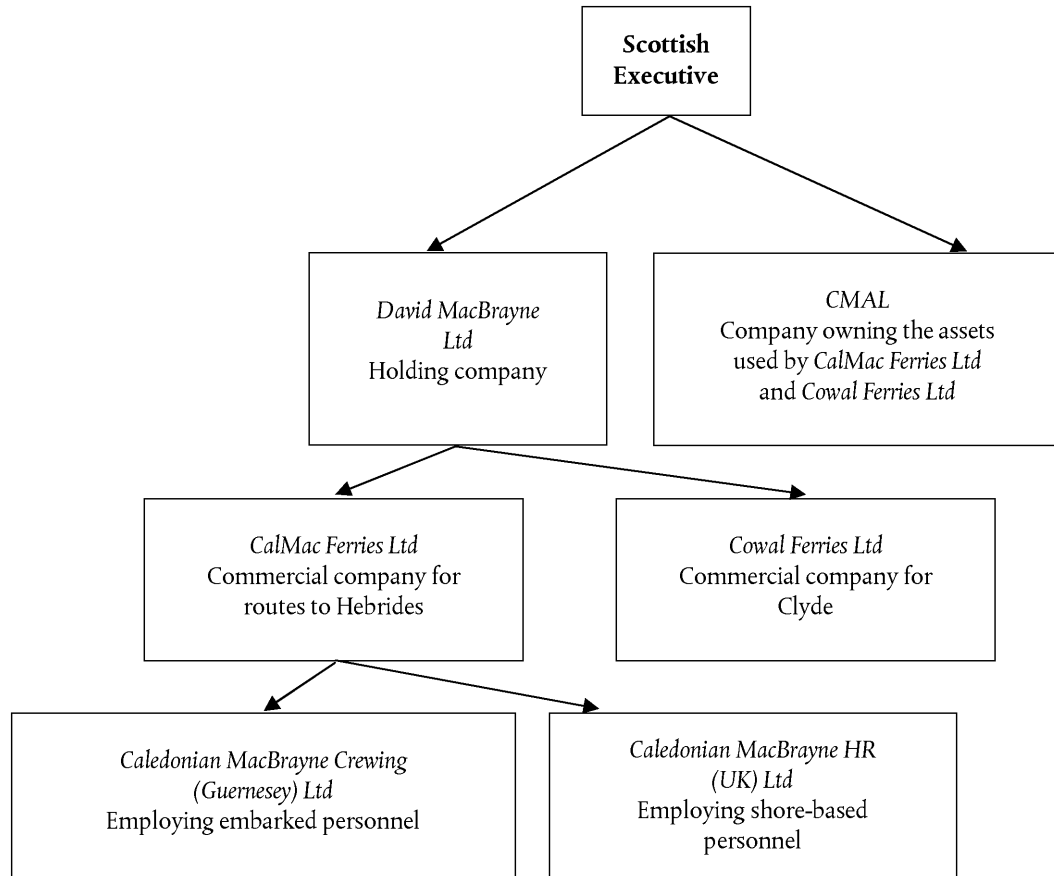 Scottish
Executive
David MacBrayne
Ltd
Holding company
CMAL
Company owning the assets
used by CalMac Ferries Ltd
and Cowal Ferries Ltd
CalMac Ferries Ltd
Commercial company for
routes to Hebrides
Cowal Ferries Ltd
Commercial company for
Clyde
Caledonian MacBrayne Crewing
(Guernesey) Ltd
Employing embarked personnel
Caledonian MacBrayne HR
(UK) Ltd
Employing shore-based
personnel